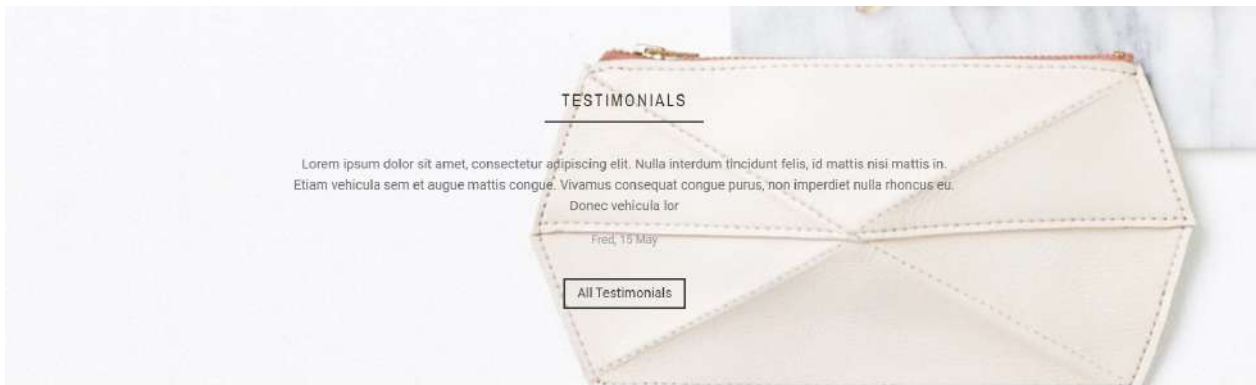 TESTIMONIALS
Lorem ipsum dolor sit amet, consectetur adipiscing elit. Nulla interdum tincidunt felis, id mattis nisi mattis in.
Etiam vehicula sem et augue mattis congue. Vivamus consequat congue purus, non imperdiet nulla rhoncus eu.
Donec vehicula lor
Fred, 15 May
All Testimonials